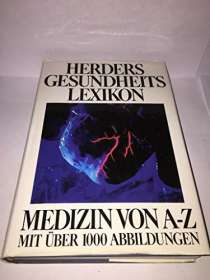 HERDERS
GESUNDHEITS
LEXIKON
MEDIZIN VON A-Z
MIT ÜBER 1000 ABBILDUNGEN